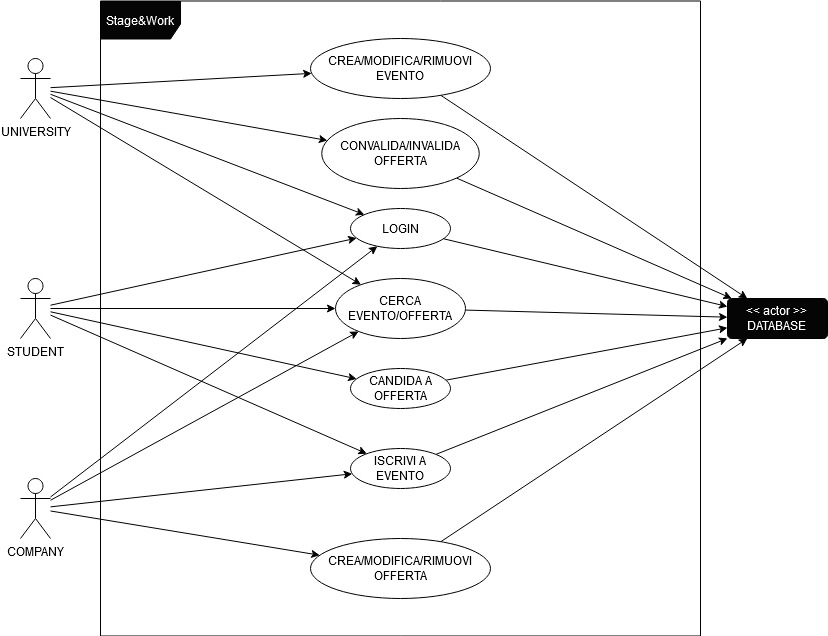 Stage&Work
CREA/MODIFICA/RIMUOVI
EVENTO
UNIVERSITY
CONVALIDA/INVALIDA
OFFERTA
LOGIN
STUDENT
CERCA
EVENTO/OFFERTA
<< actor >>
DATABASE
CANDIDA A
OFFERTA
ISCRIVI A
EVENTO
COMPANY
CREA/MODIFICA/RIMUOVI
OFFERTA